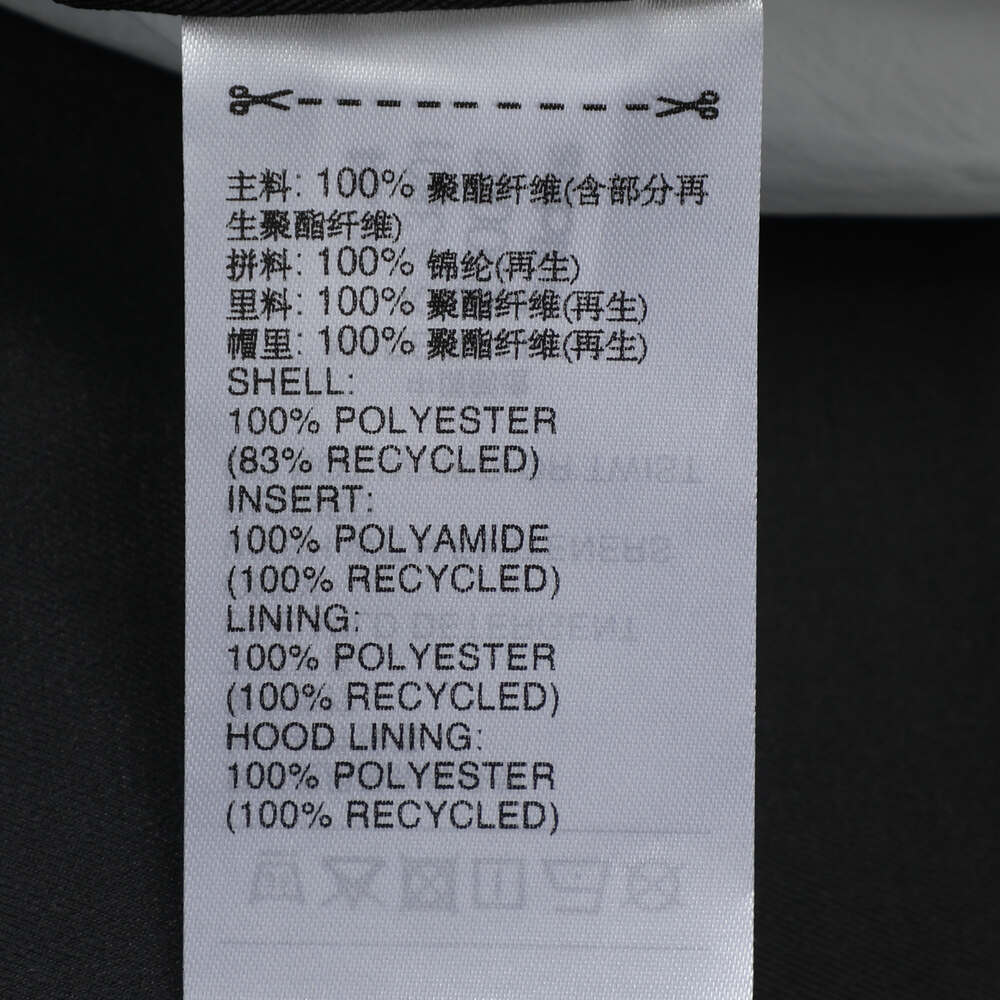 主料: 100% 聚酯纤维(含部分再
生聚酯纤维)
拼料: 100% 锦纶(再生)
里料: 100% 聚酯纤维(再生)
帽里: 100% 聚酯纤维(再生)
SHELL:
100% POLYESTER
(83% RECYCLED)
INSERT:
100% POLYAMIDE
(100% RECYCLED)
LINING:
100% POLYESTER
(100% RECYCLED)
HOOD LINING:
100% POLYESTER
(100% RECYCLED)